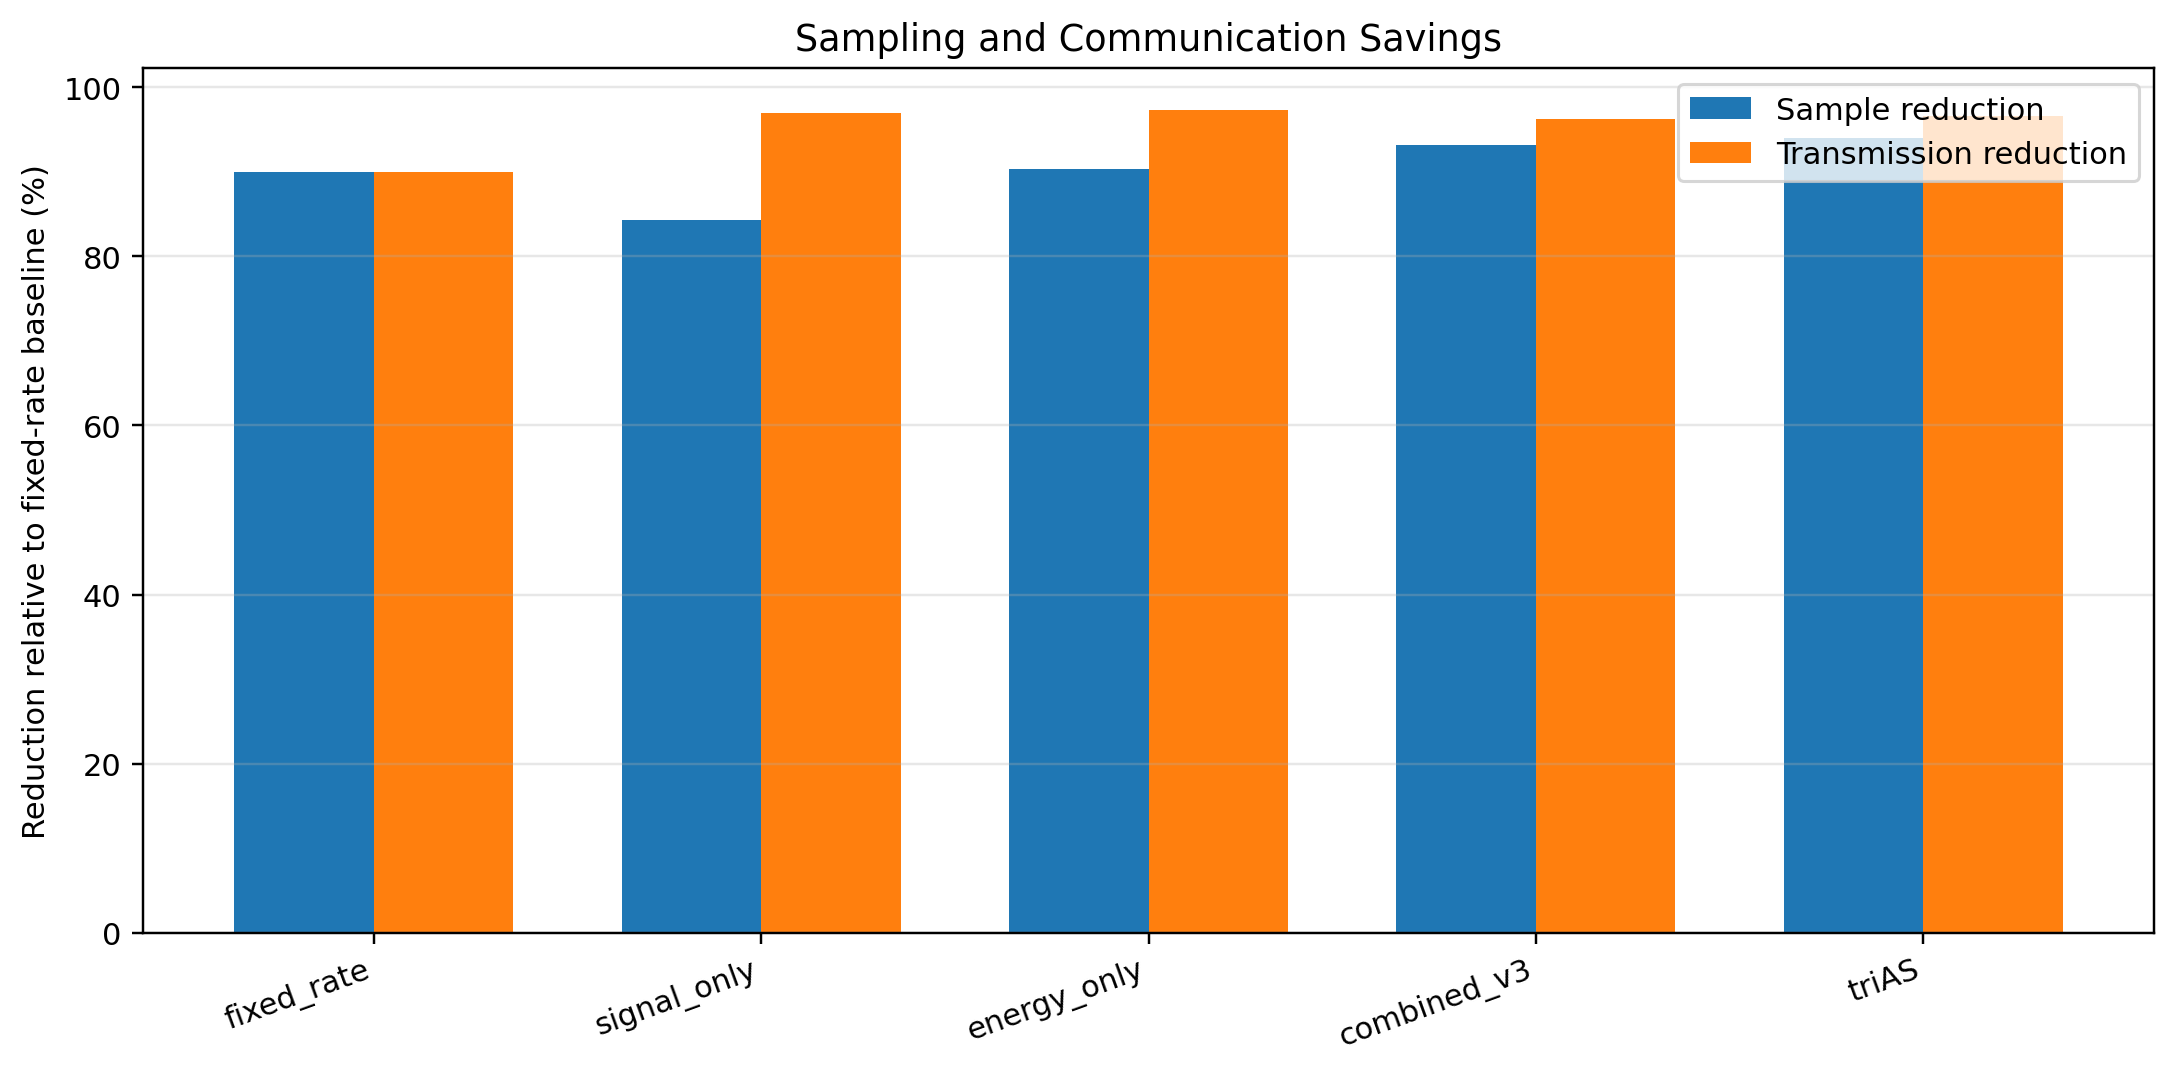 Sampling and Communication Savings
Reduction relative to fixed-rate baseline (%)
100
80
60
40
20
0
Sample reduction
Transmission reduction
fixed_rate
signal_only
energy_only
combined_v3
triAS